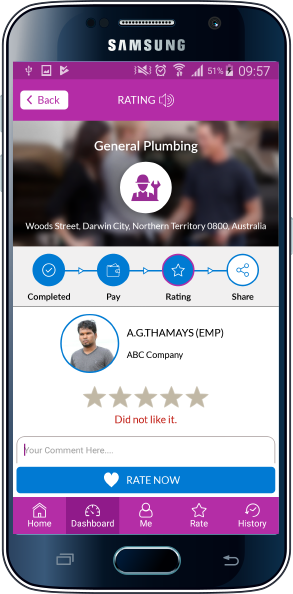 SAMSUNG
51% 09:57
Back
RATING
General Plumbing
Woods Street, Darwin City, Northern Territory 0800, Australia
Completed Pay Rating Share
A.G.THAMAYS (EMP)
ABC Company
Did not like it.
Your Comment Here....
RATE NOW
Home Dashboard Me Rate History